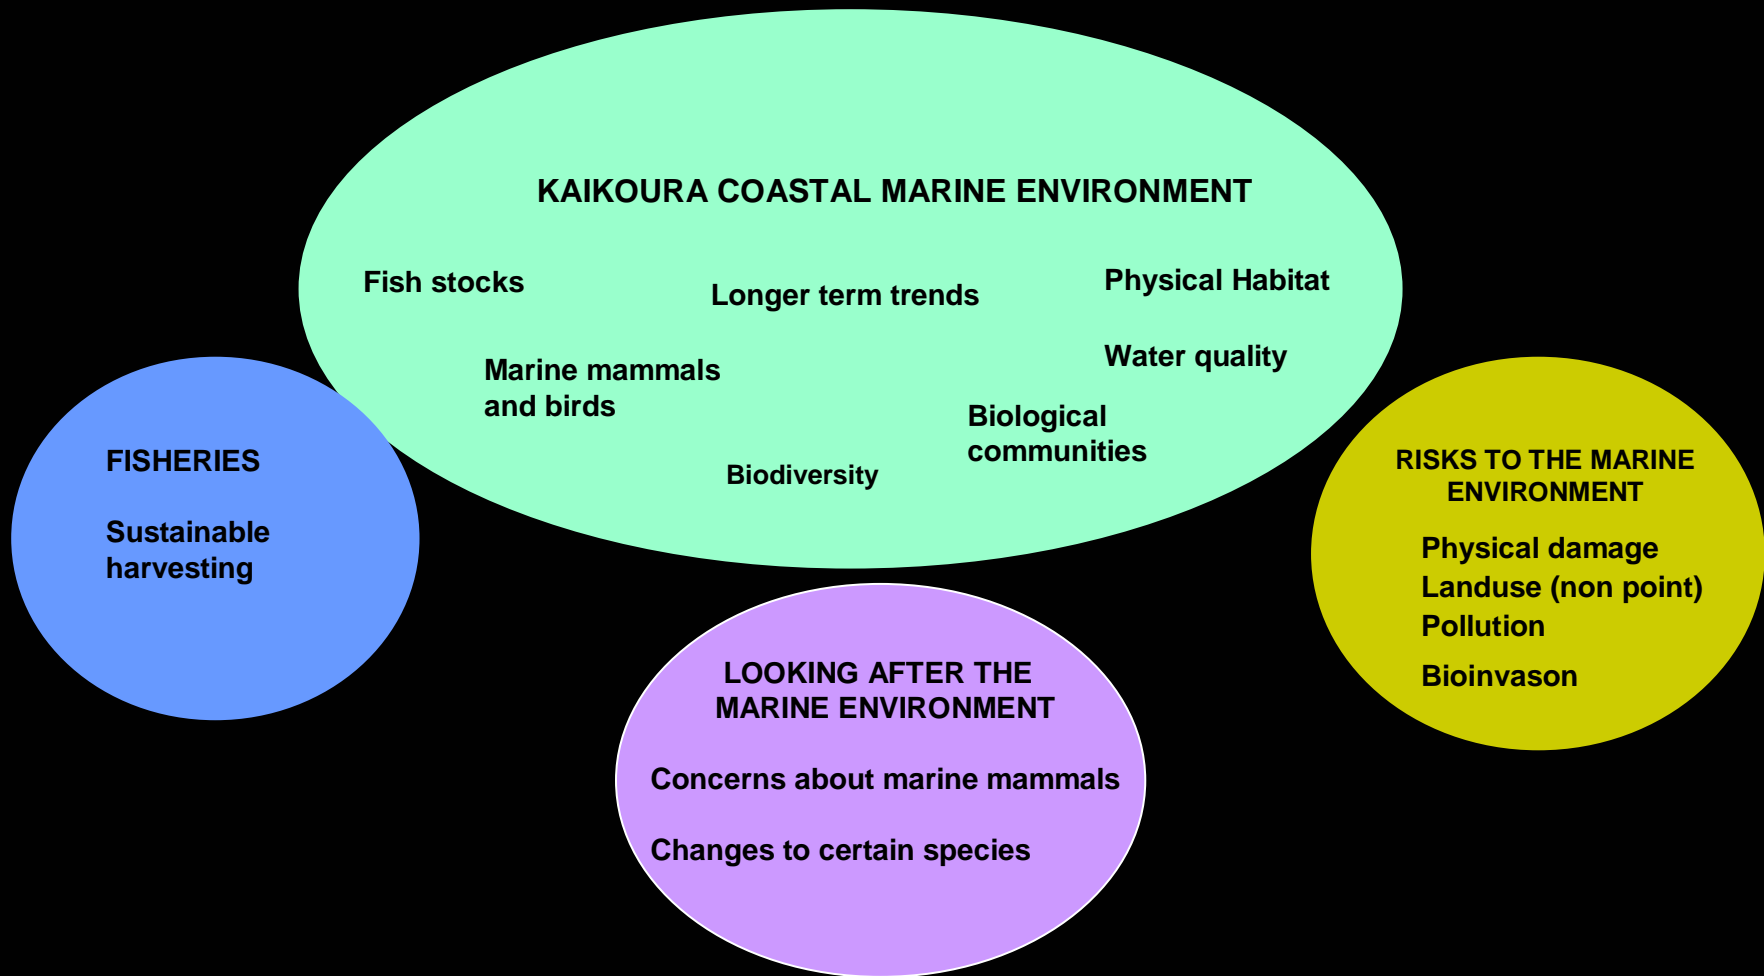 KAIKOURA COASTAL MARINE ENVIRONMENT
Fish stocks
Longer term trends
Physical Habitat
Water quality
Marine mammals
and birds
Biological
communities
Biodiversity
FISHERIES
Sustainable
harvesting
LOOKING AFTER THE
MARINE ENVIRONMENT
Concerns about marine mammals
Changes to certain species
RISKS TO THE MARINE
ENVIRONMENT
Physical damage
Landuse (non point)
Pollution
Bioinvason